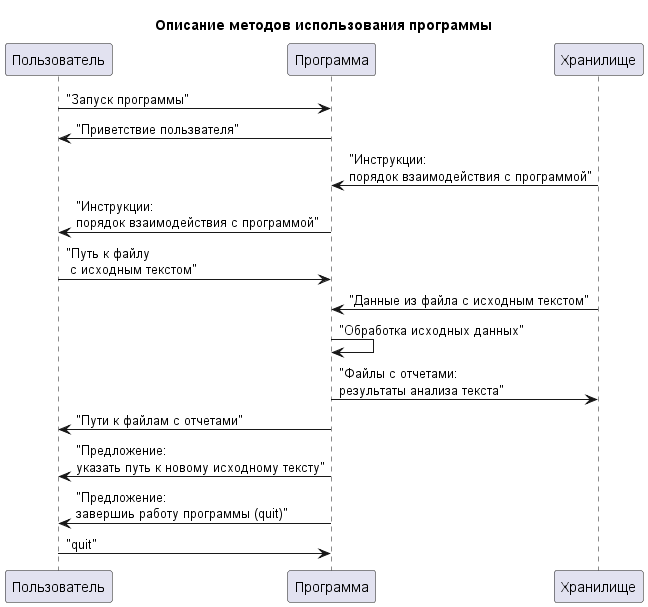 Описание методов использования программы
Пользователь
Программа
Хранилище
"Запуск программы"
"Приветствиеользвателя"
"Инструкции:
порядок взаимодействия с программой"
"Инструкции:
порядок взаимодействия с программой"
"Путь к файлу
с исходным текстом"
"Данные из файла с исходным текстом"
"Обработка исходных данных"
"Файлы с отчетами:
результаты анализа текста"
"Пути к файлам с отчетами"
"Предложение:
указать путь к новому исходному тексту"
"Предложение:
завершиь работу программы (quit)"
"quit"
Пользователь
Программа
Хранилище